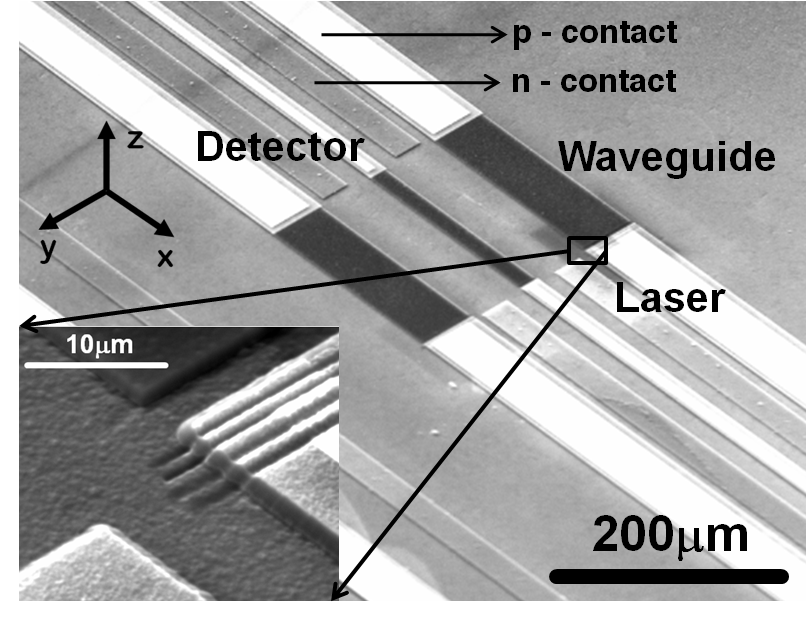 p - contact
n - contact
Detector
Waveguide
z
y
x
Laser
10μm
200μm